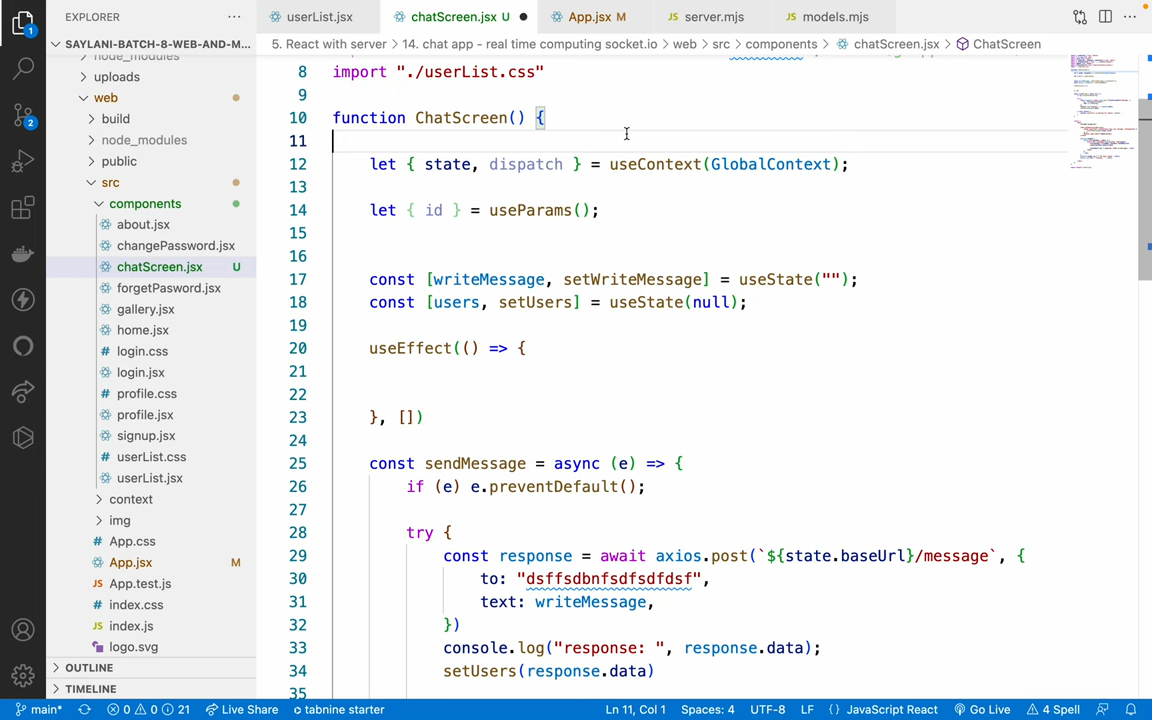 EXPLORER
userList.jsx
chatScreen.jsx U
App.jsx M
server.mjs
models.mjs
SAYLANI-BATCH-8-WEB-AND-M...
5. React with server > 14. chat app - real time computing socket.io > web > src > components > chatScreen.jsx > ChatScreen
node_modules
uploads
web
build
node_modules
public
src
components
about.jsx
changePassword.jsx
chatScreen.jsx U
forgetPasword.jsx
gallery.jsx
home.jsx
login.css
login.jsx
profile.css
profile.jsx
signup.jsx
userList.css
userList.jsx
context
img
App.css
App.jsx M
App.test.js
index.css
index.js
logo.svg
OUTLINE
TIMELINE
1
2
8 import "./userList.css"
9
10 function ChatScreen() {
11
12 let { state, dispatch } = useContext(GlobalContext);
13
14 let { id } = useParams();
15
16
17 const [writeMessage, setWriteMessage] = useState("");
18 const [users, setUsers] = useState(null);
19
20 useEffect(() => {
21
22
23 }, [])
24
25 const sendMessage = async (e) => {
26 if (e) e.preventDefault();
27
28 try {
29 const response = await axios.post(`${state.baseUrl}/message`, {
30 to: "dsffsdbnfsdfsdfdsf",
31 text: writeMessage,
32 })
33 console.log("response: ", response.data);
34 setUsers(response.data)
35
main* 0 0 21 Live Share tabnine starter Ln 11, Col 1 Spaces: 4 UTF-8 LF {} JavaScript React Go Live 4 Spell